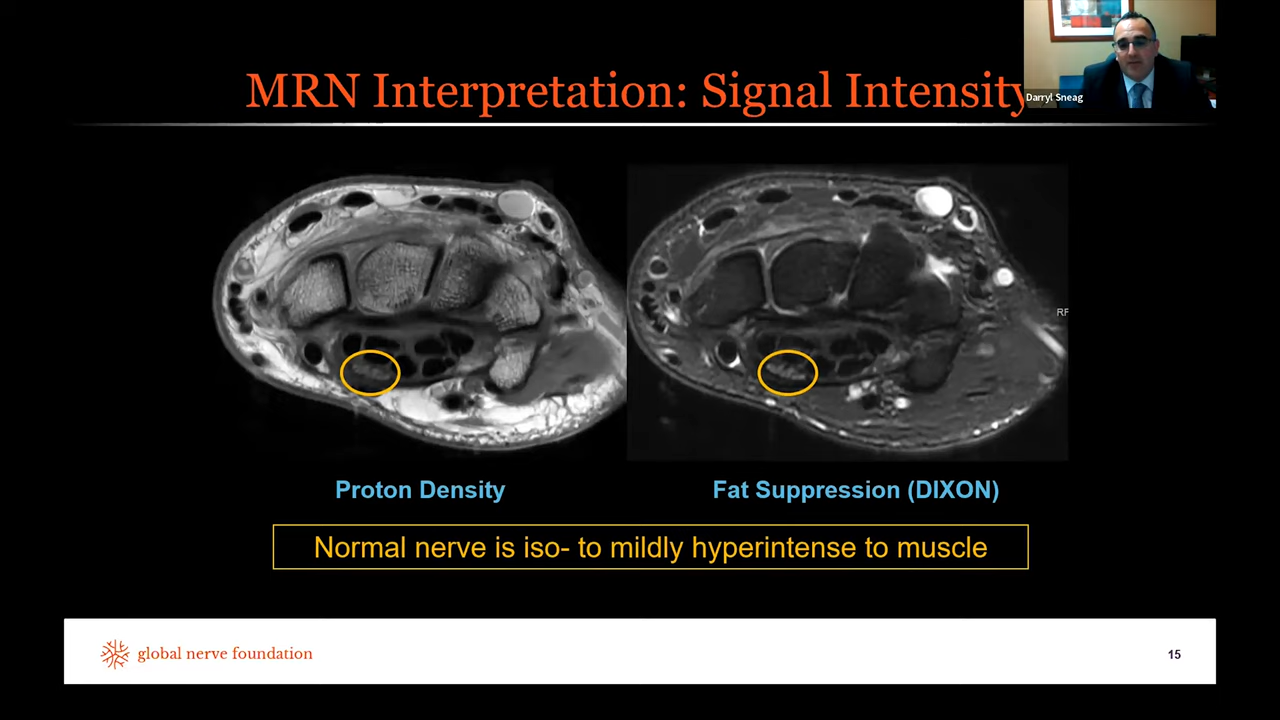 MRN Interpretation: Signal Intensity
Darryl Sneag
RF
Proton Density
Fat Suppression (DIXON)
Normal nerve is iso- to mildly hyperintense to muscle
global nerve foundation
15